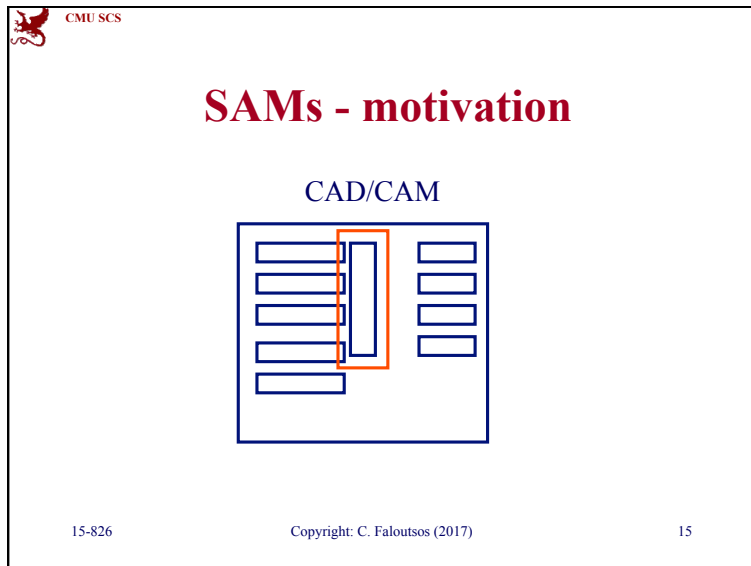 CMU SCS
SAMs - motivation
CAD/CAM
15-826 Copyright: C. Faloutsos (2017) 15